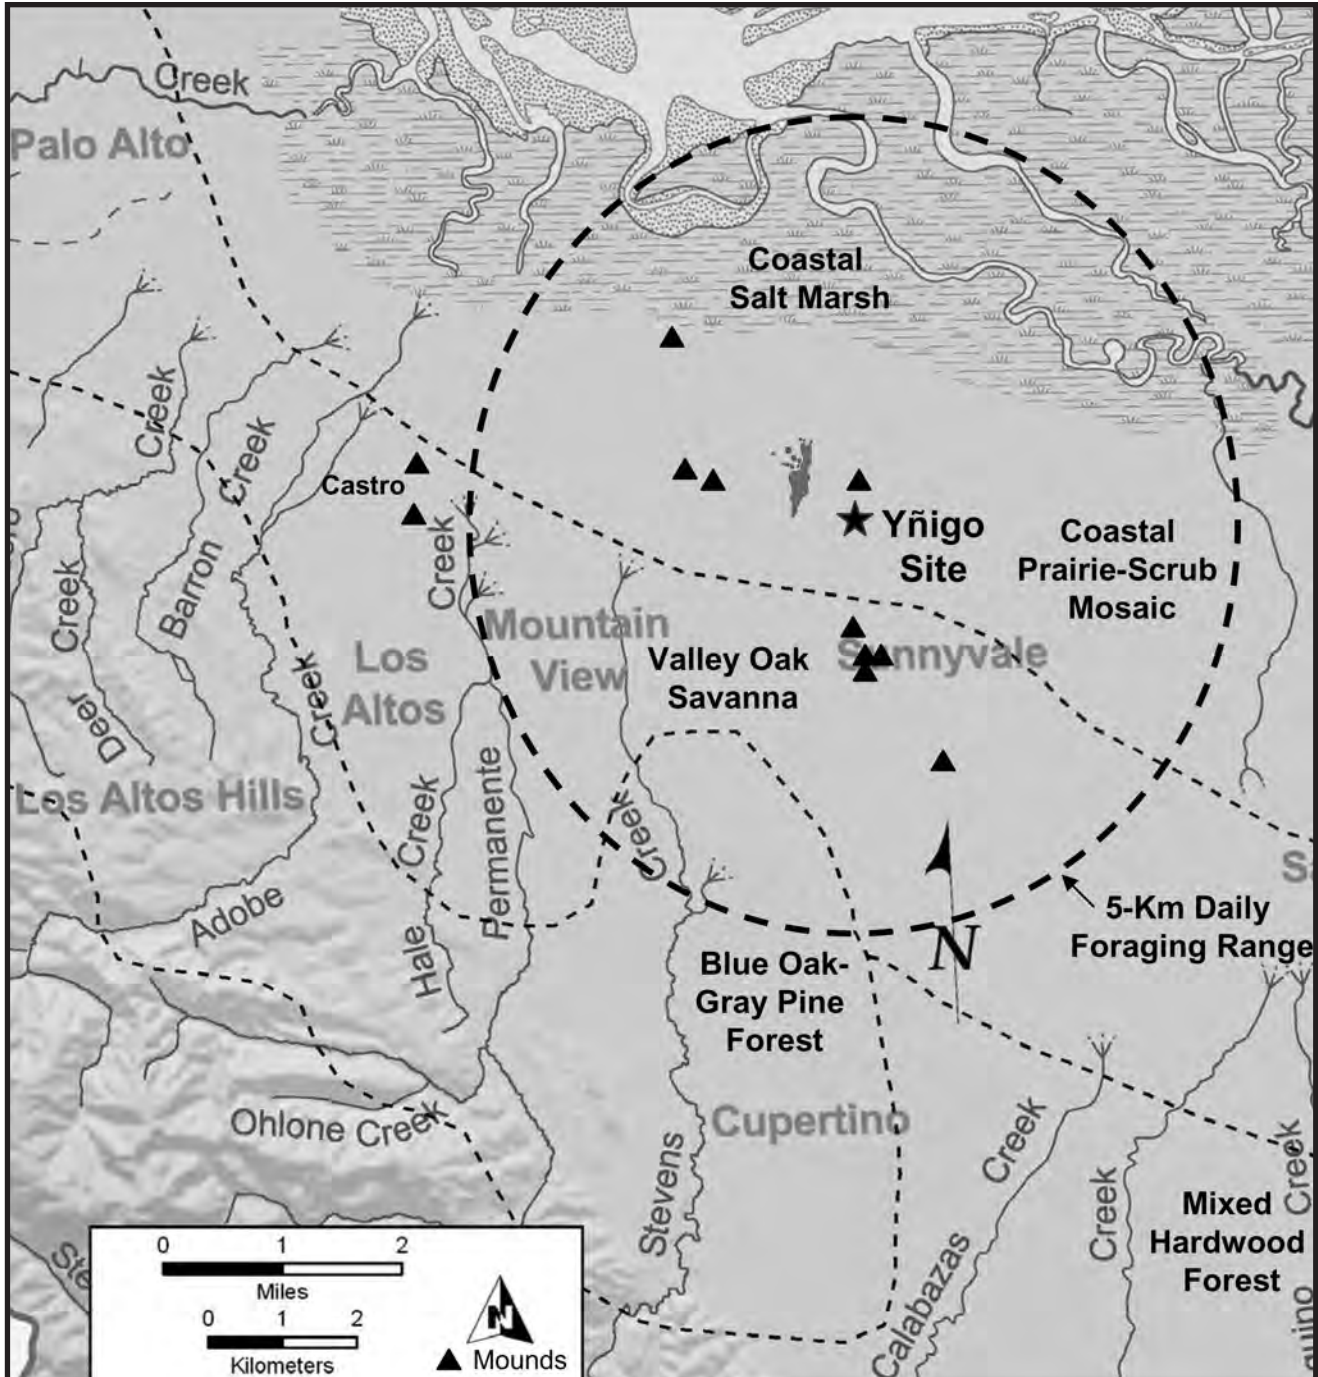 Creek
Palo Alto
Coastal
Salt Marsh
Creek
Creek
Castro
Yñigo
Site
Coastal
Prairie-Scrub
Mosaic
Creek
Creek
Barron
Mountain
View
Los
Altos
Valley Oak
Savanna
Sunnyvale
Creek
Deer
Los Altos Hills
Creek
Permanente
Creek
Adobe
Hale
5-Km Daily
Foraging Range
Blue Oak-
Gray Pine
Forest
N
Ohlone Creek
Cupertino
Stevens
Creek
Calabazas
Creek
Creek
Mixed
Hardwood
Forest
0 1 2
Miles
0 1 2
Kilometers
N
Mounds